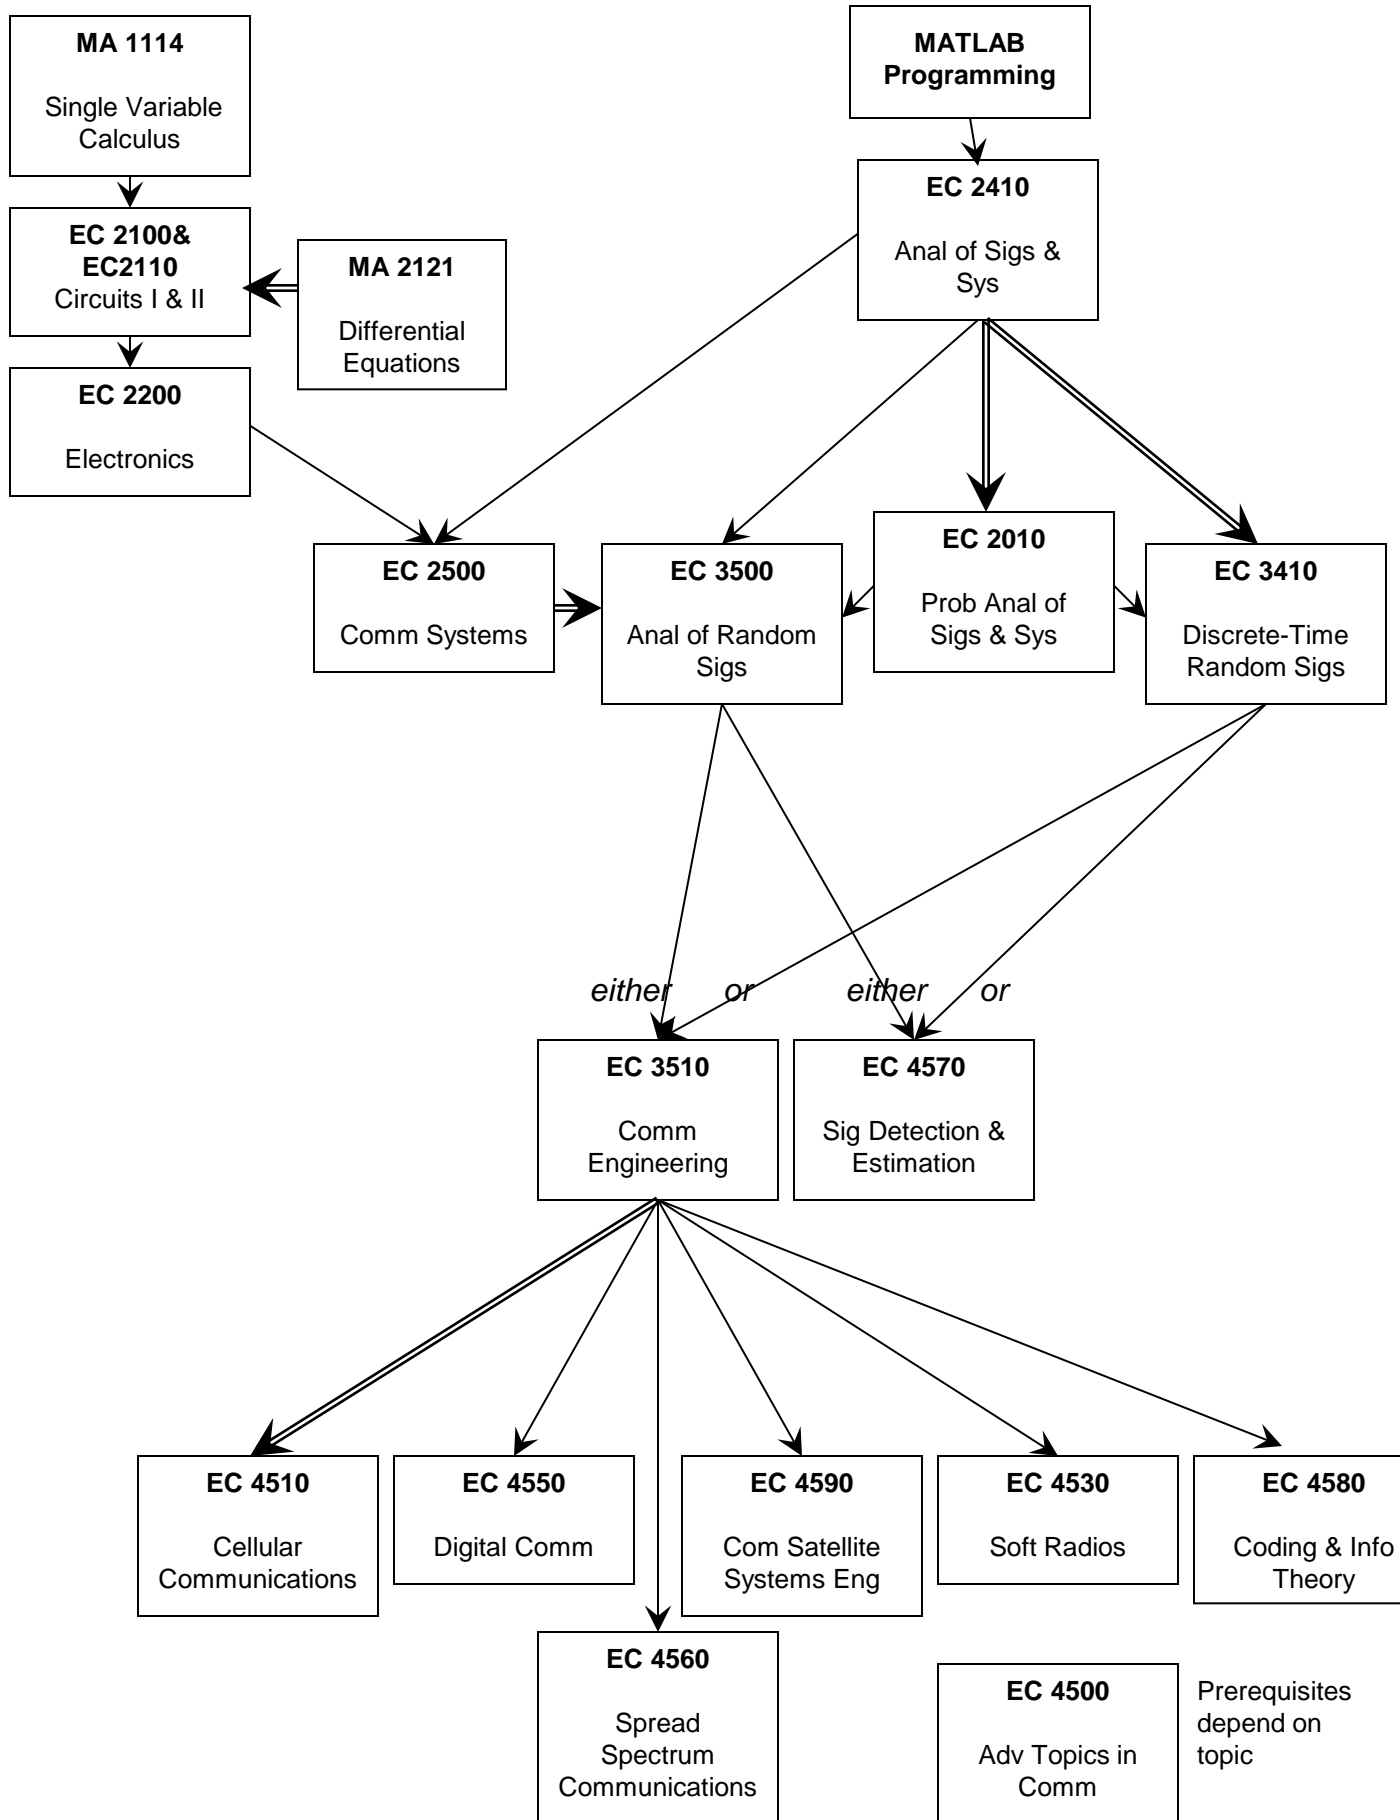 MA 1114
Single Variable
Calculus
MATLAB
Programming
EC 2410
Anal of Sigs &
Sys
EC 2100&
EC2110
Circuits I & II
MA 2121
Differential
Equations
EC 2200
Electronics
EC 2500
Comm Systems
EC 3500
Anal of Random
Sigs
EC 2010
Prob Anal of
Sigs & Sys
EC 3410
Discrete-Time
Random Sigs
either or either or
EC 3510
Comm
Engineering
EC 4570
Sig Detection &
Estimation
EC 4510
Cellular
Communications
EC 4550
Digital Comm
EC 4590
Com Satellite
Systems Eng
EC 4530
Soft Radios
EC 4580
Coding & Info
Theory
EC 4560
Spread
Spectrum
Communications
EC 4500
Adv Topics in
Comm
Prerequisites
depend on
topic